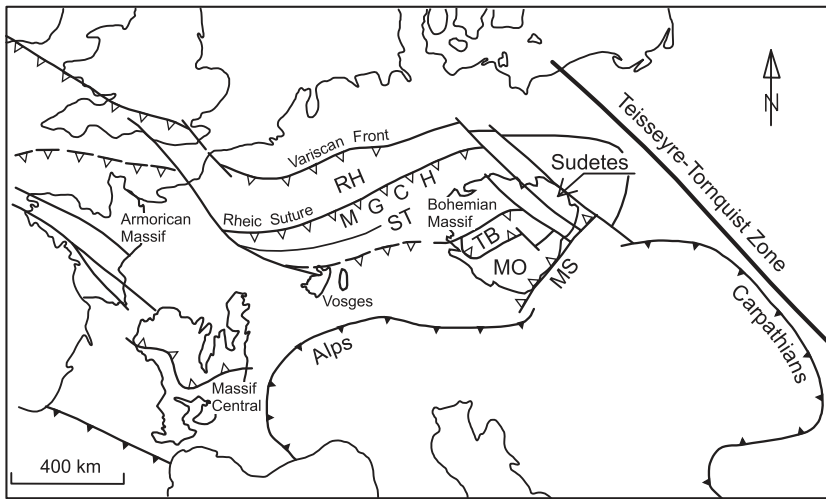 N
Teisseyre-Tornquist Zone
Variscan Front
Sudetes
RH
M G C H
Rheic Suture
ST
Bohemian
Massif
Armorican
Massif
TB
MO
MS
Vosges
Carpathians
Alps
Massif
Central
400 km